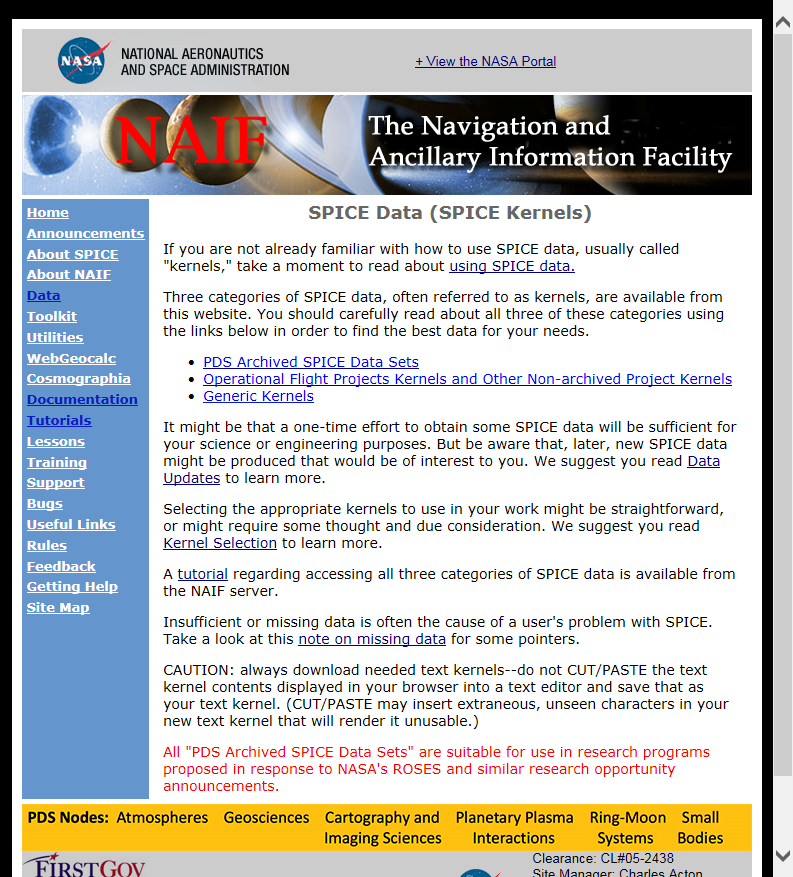 NASA
NATIONAL AERONAUTICS
AND SPACE ADMINISTRATION
+ View the NASA Portal
NAIF
The Navigation and
Ancillary Information Facility
Home
Announcements
About SPICE
About NAIF
Data
Toolkit
Utilities
WebGeocalc
Cosmographia
Documentation
Tutorials
Lessons
Training
Support
Bugs
Useful Links
Rules
Feedback
Getting Help
Site Map
SPICE Data (SPICE Kernels)
If you are not already familiar with how to use SPICE data, usually called
"kernels," take a moment to read about using SPICE data.
Three categories of SPICE data, often referred to as kernels, are available from
this website. You should carefully read about all three of these categories using
the links below in order to find the best data for your needs.
• PDS Archived SPICE Data Sets
• Operational Flight Projects Kernels and Other Non-archived Project Kernels
• Generic Kernels
It might be that a one-time effort to obtain some SPICE data will be sufficient for
your science or engineering purposes. But be aware that, later, new SPICE data
might be produced that would be of interest to you. We suggest you read Data
Updates to learn more.
Selecting the appropriate kernels to use in your work might be straightforward,
or might require some thought and due consideration. We suggest you read
Kernel Selection to learn more.
A tutorial regarding accessing all three categories of SPICE data is available from
the NAIF server.
Insufficient or missing data is often the cause of a user's problem with SPICE.
Take a look at this note on missing data for some pointers.
CAUTION: always download needed text kernels--do not CUT/PASTE the text
kernel contents displayed in your browser into a text editor and save that as
your text kernel. (CUT/PASTE may insert extraneous, unseen characters in your
new text kernel that will render it unusable.)
All "PDS Archived SPICE Data Sets" are suitable for use in research programs
proposed in response to NASA's ROSES and similar research opportunity
announcements.
PDS Nodes: Atmospheres Geosciences Cartography and Imaging Sciences Planetary Plasma Interactions Ring-Moon Systems Small Bodies
FIRSTGOV
Clearance: CL#05-2438
Site Manager: Charles Acton